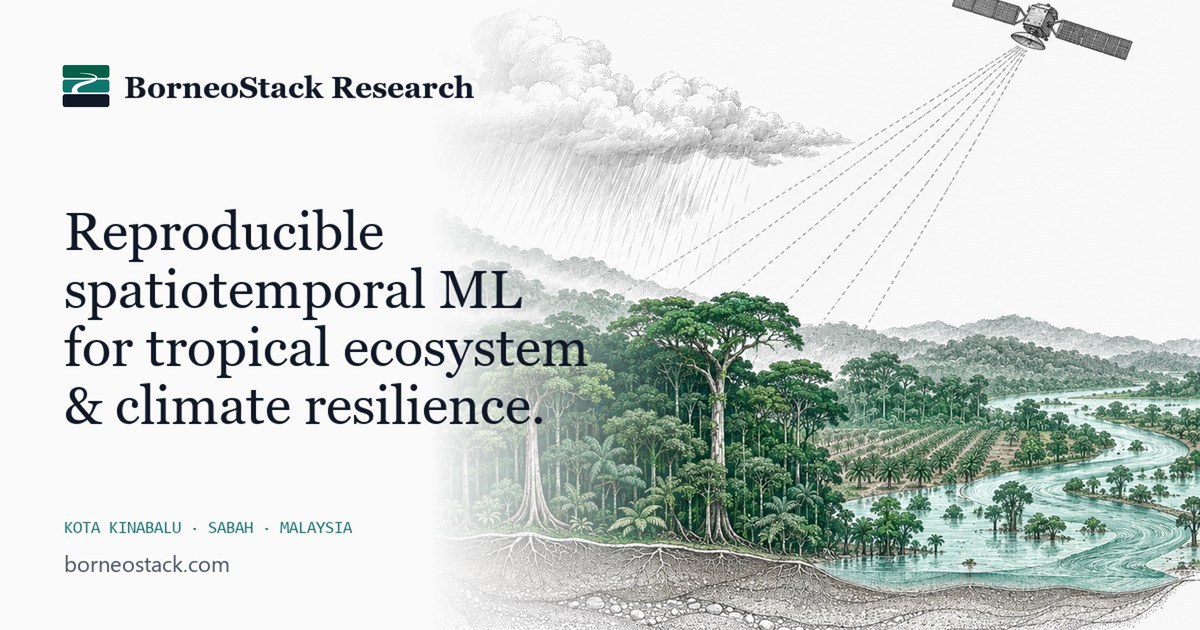 BorneoStack Research
Reproducible
spatiotemporal ML
for tropical ecosystem
& climate resilience.
KOTA KINABALU · SABAH · MALAYSIA
borneostack.com